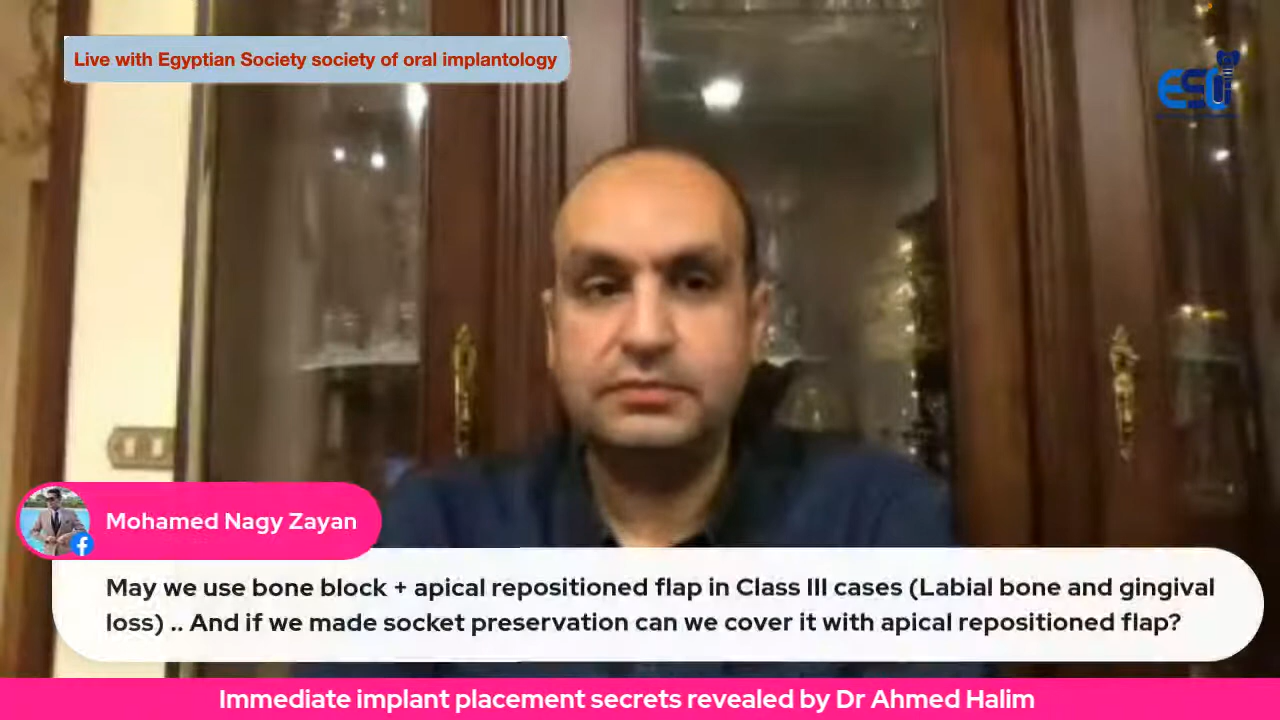 Live with Egyptian Society society of oral implantology
ESOI
Mohamed Nagy Zayan
May we use bone block + apical repositioned flap in Class III cases (Labial bone and gingival
loss) .. And if we made socket preservation can we cover it with apical repositioned flap?
Immediate implant placement secrets revealed by Dr Ahmed Halim